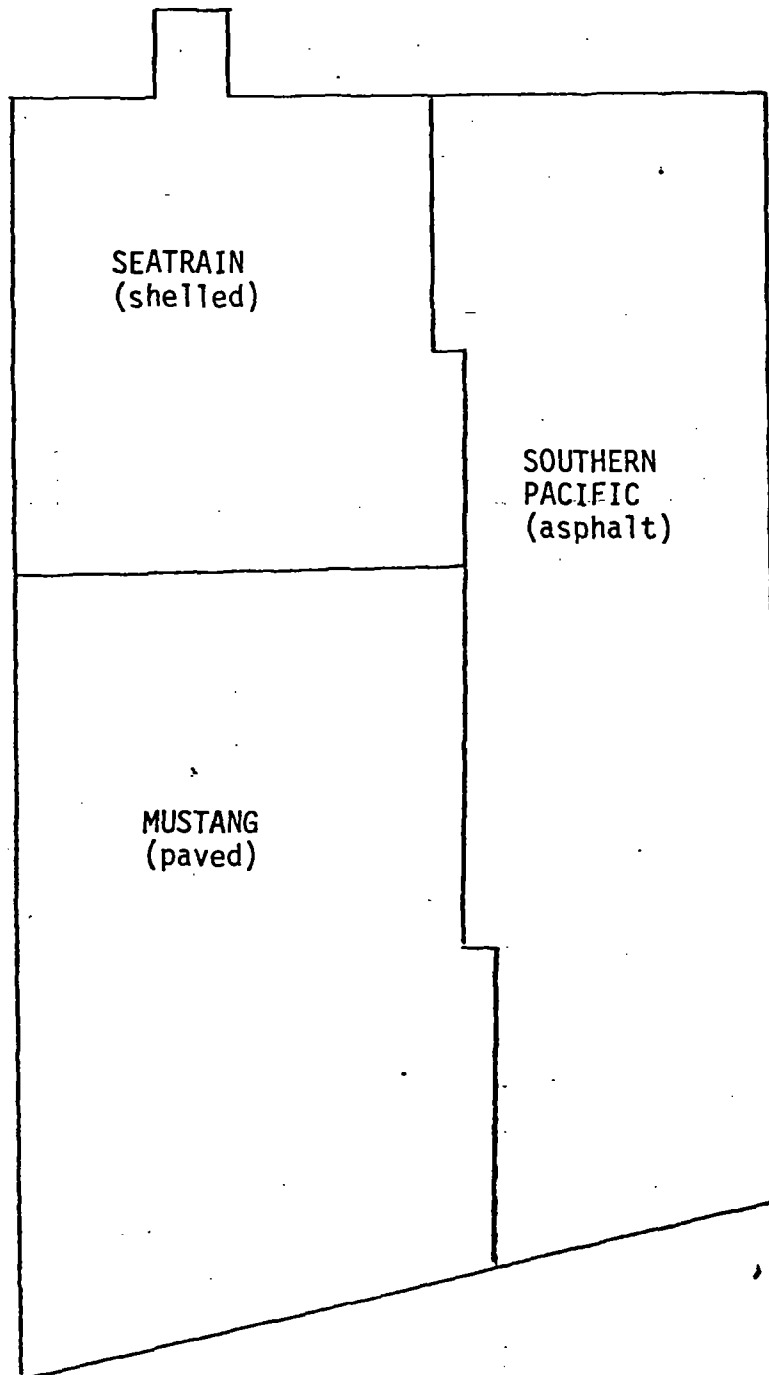 SEATRAIN
(shelled)
SOUTHERN
PACIFIC
(asphalt)
MUSTANG
(paved)